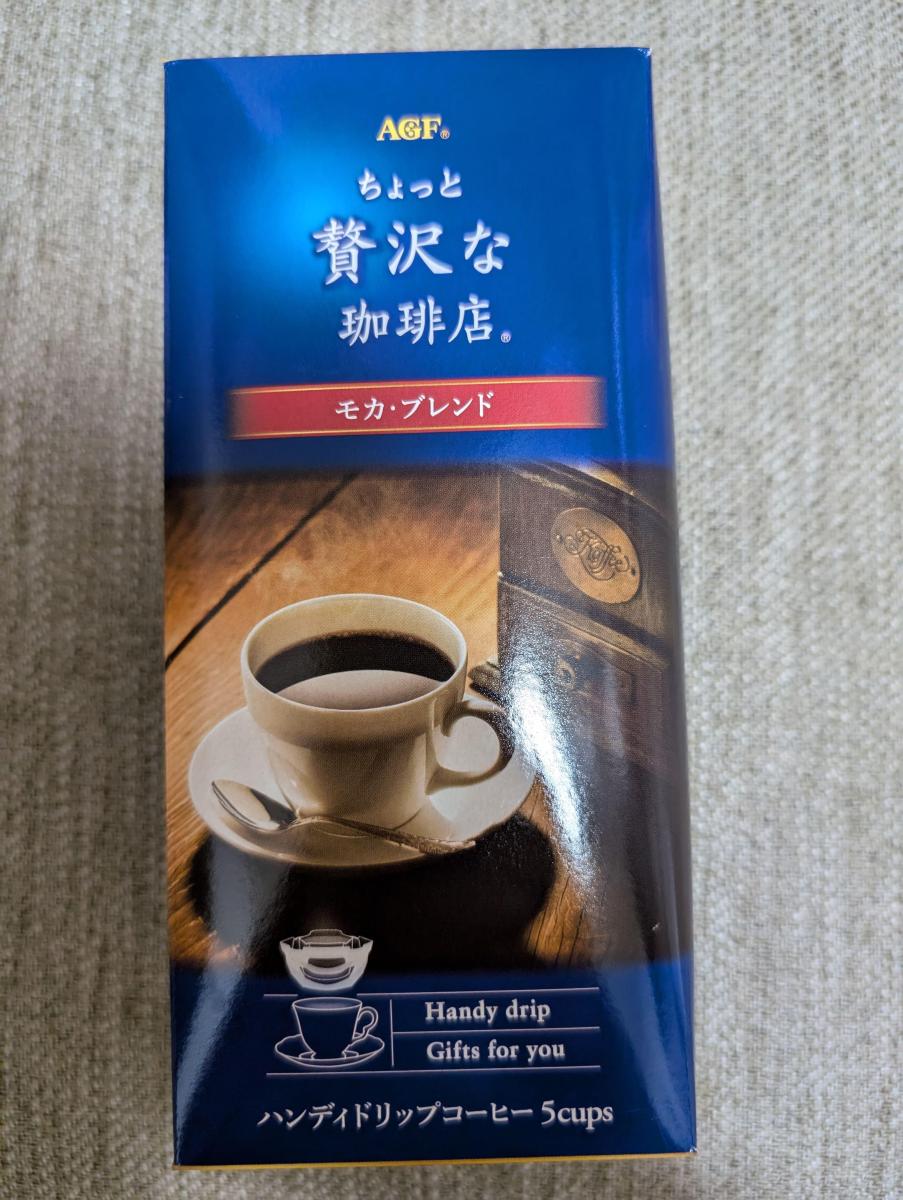 AGF®
ちょっと
贅沢な
珈琲店®
モカ・ブレンド
Kaffee
Handy drip
Gifts for you
ハンディドリップコーヒー 5cups